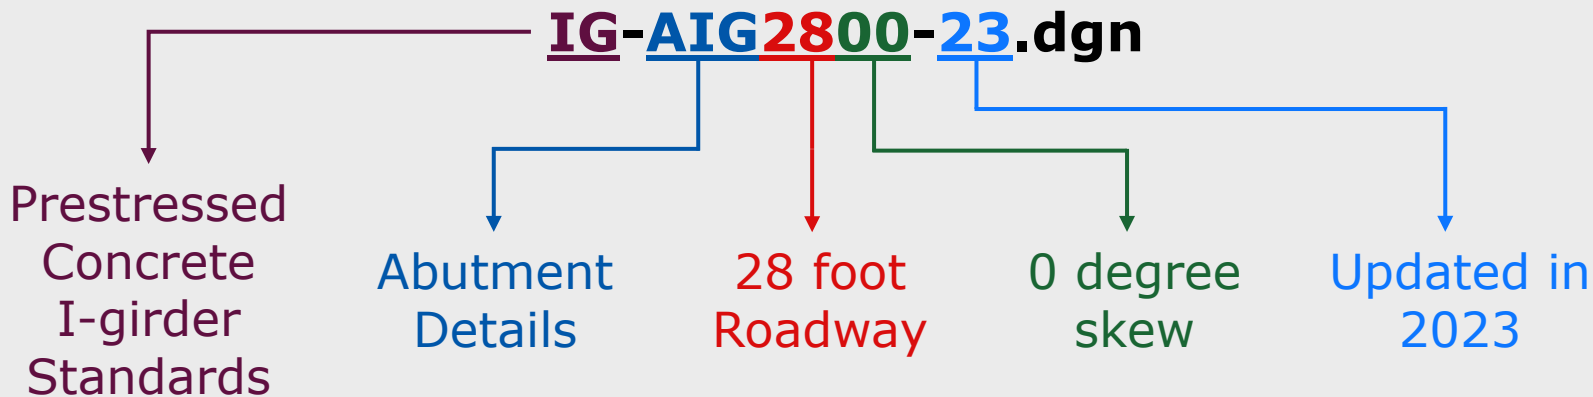 IG-AIG2800-23.dgn
Prestressed
Concrete
I-girder
Standards
Abutment
Details
28 foot
Roadway
0 degree
skew
Updated in
2023